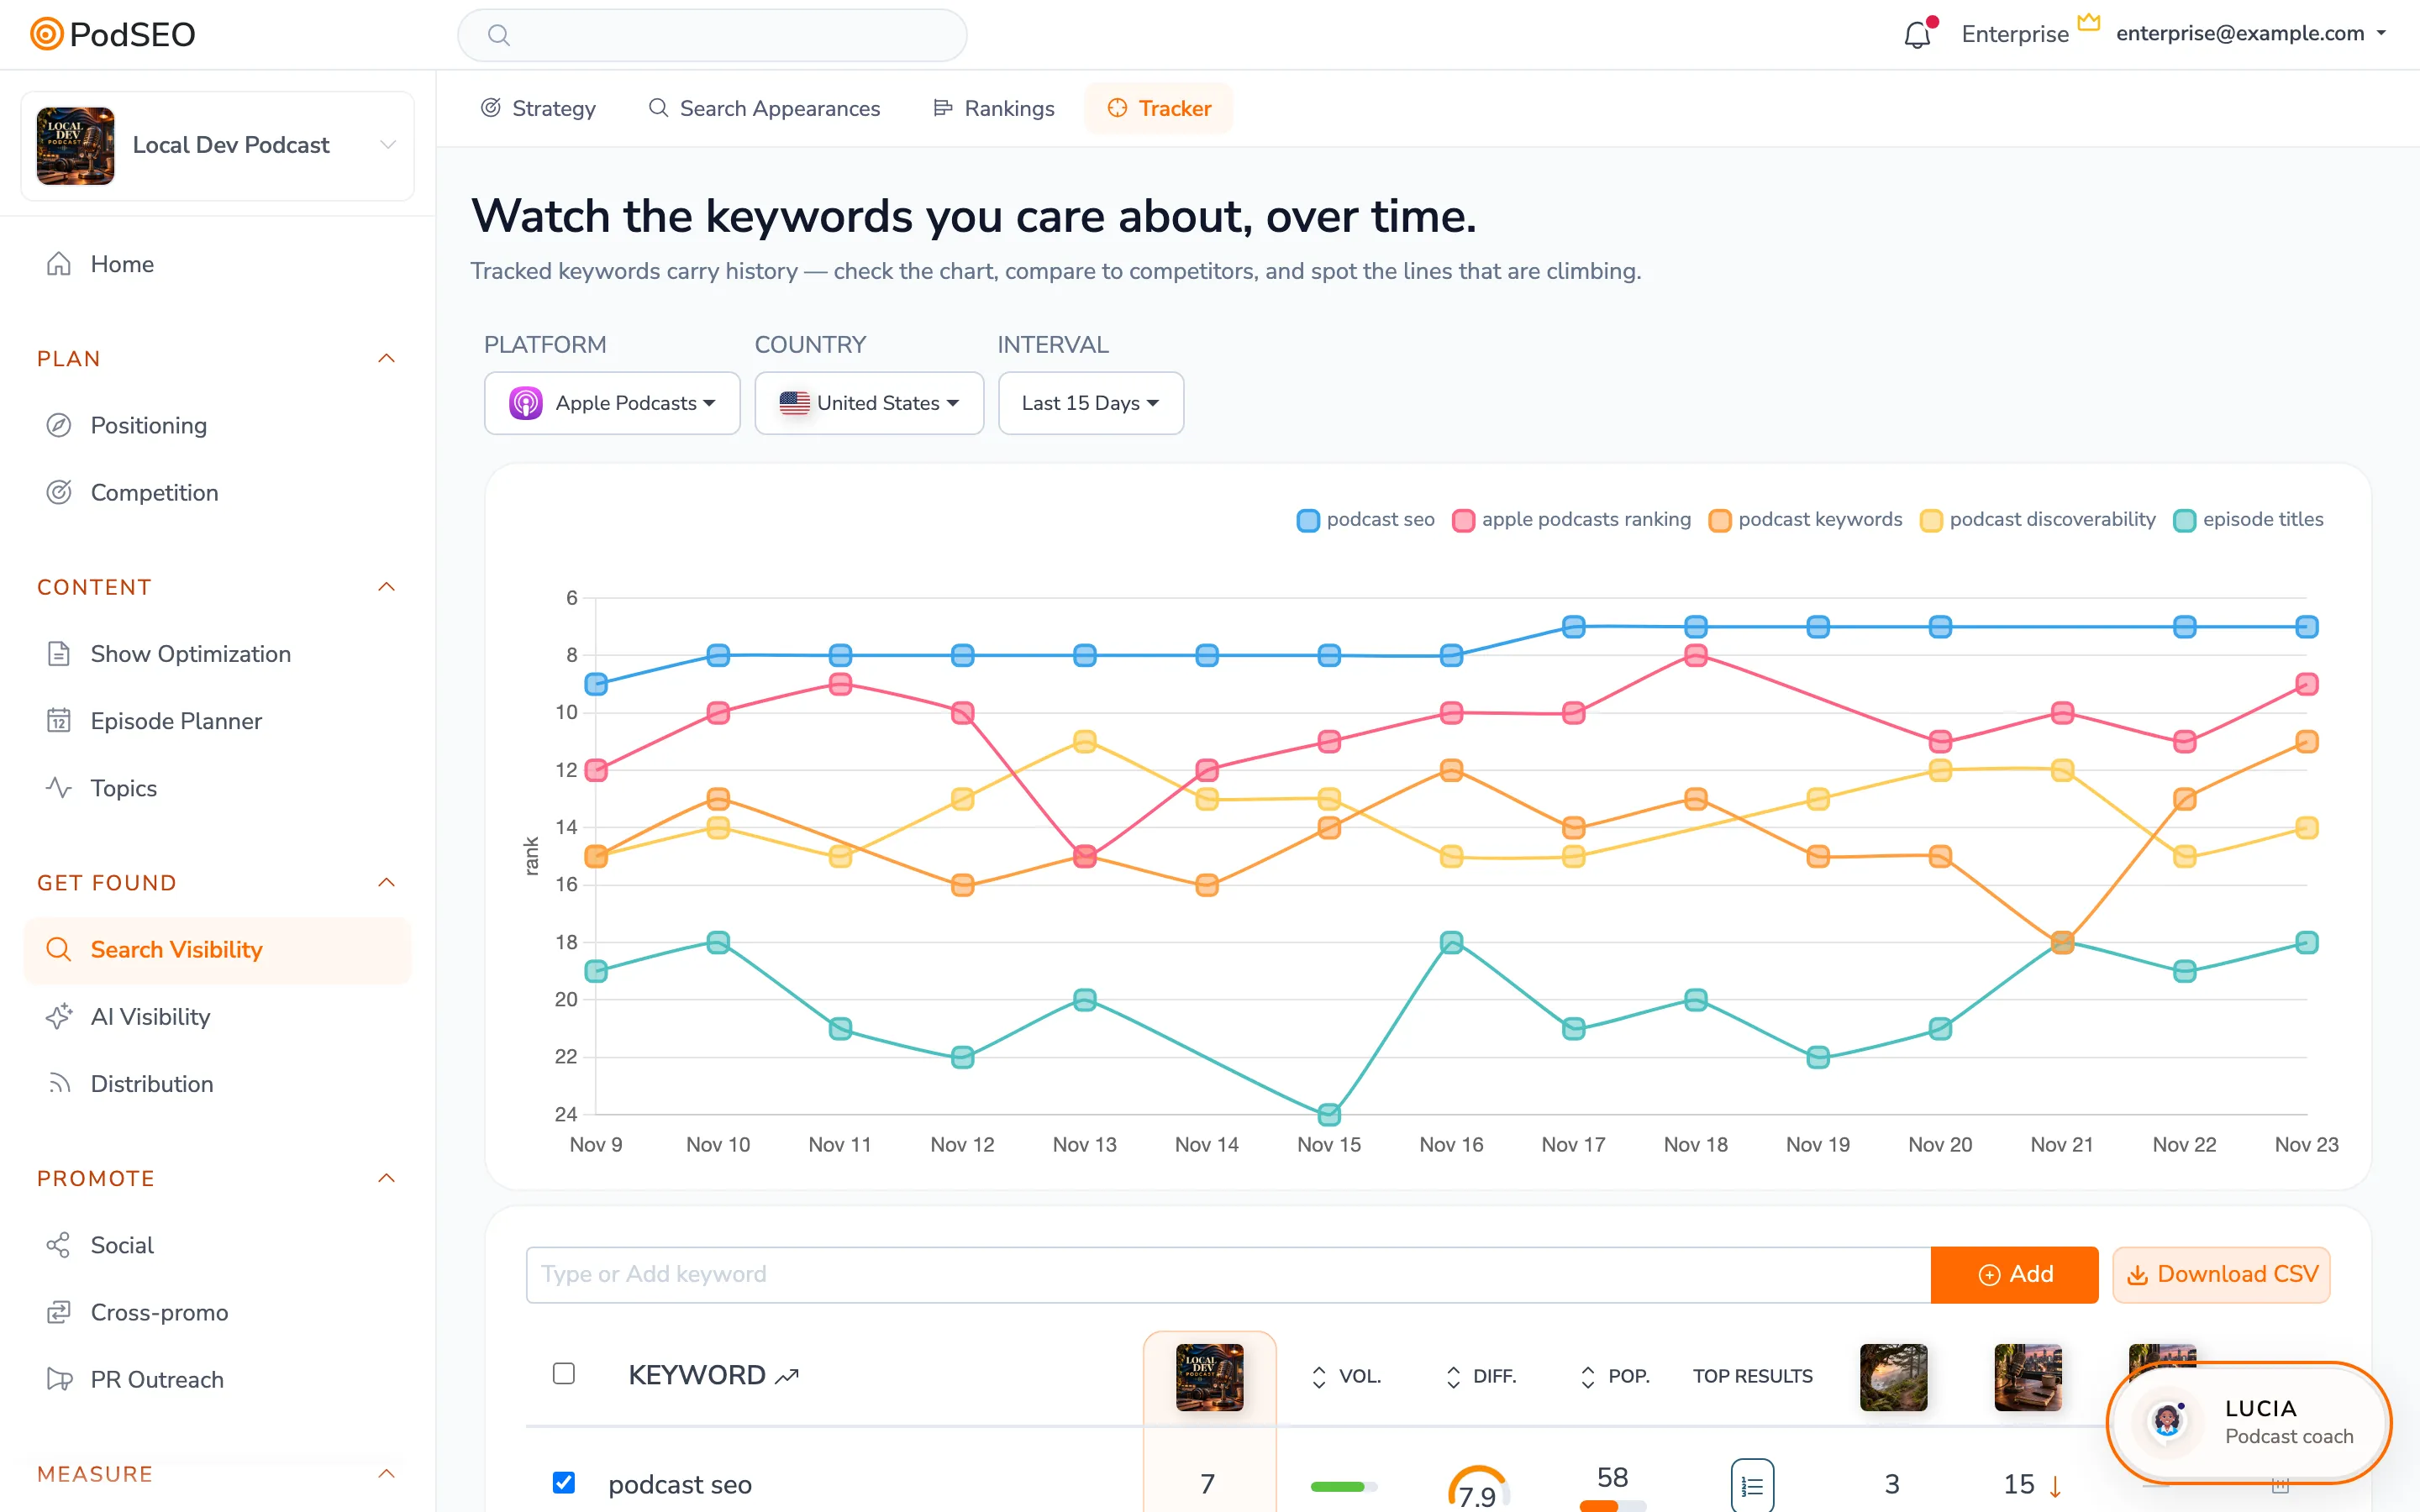 PodSEO
Enterprise
enterprise@example.com
LOCAL DEV PODCAST
Local Dev Podcast
Home
PLAN
Positioning
Competition
CONTENT
Show Optimization
12
Episode Planner
Topics
GET FOUND
Search Visibility
AI Visibility
Distribution
PROMOTE
Social
Cross-promo
PR Outreach
MEASURE
Strategy
Search Appearances
Rankings
Tracker
Watch the keywords you care about, over time.
Tracked keywords carry history — check the chart, compare to competitors, and spot the lines that are climbing.
PLATFORM COUNTRY INTERVAL
Apple Podcasts United States Last 15 Days
podcast seo apple podcasts ranking podcast keywords podcast discoverability episode titles
rank
6
8
10
12
14
16
18
20
22
24
Nov 9 Nov 10 Nov 11 Nov 12 Nov 13 Nov 14 Nov 15 Nov 16 Nov 17 Nov 18 Nov 19 Nov 20 Nov 21 Nov 22 Nov 23
Type or Add keyword
Add
Download CSV
KEYWORD LOCAL DEV PODCAST VOL. DIFF. POP. TOP RESULTS
podcast seo 7 7.9 58 3 15 ↓
LUCIA
Podcast coach